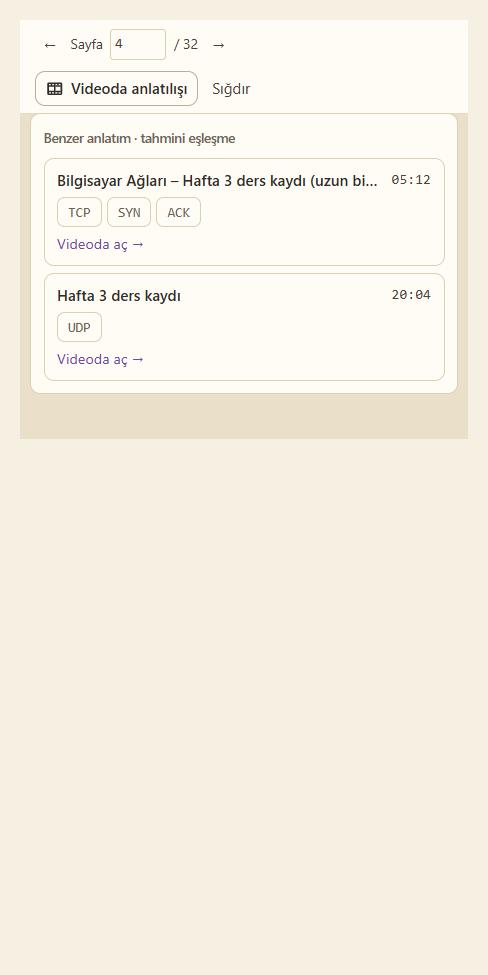 ← Sayfa 4 / 32 →
Videoda anlatılışı Sığdır
Benzer anlatım · tahmini eşleşme
Bilgisayar Ağları – Hafta 3 ders kaydı (uzun bi... 05:12
TCP SYN ACK
Videoda aç →
Hafta 3 ders kaydı 20:04
UDP
Videoda aç →